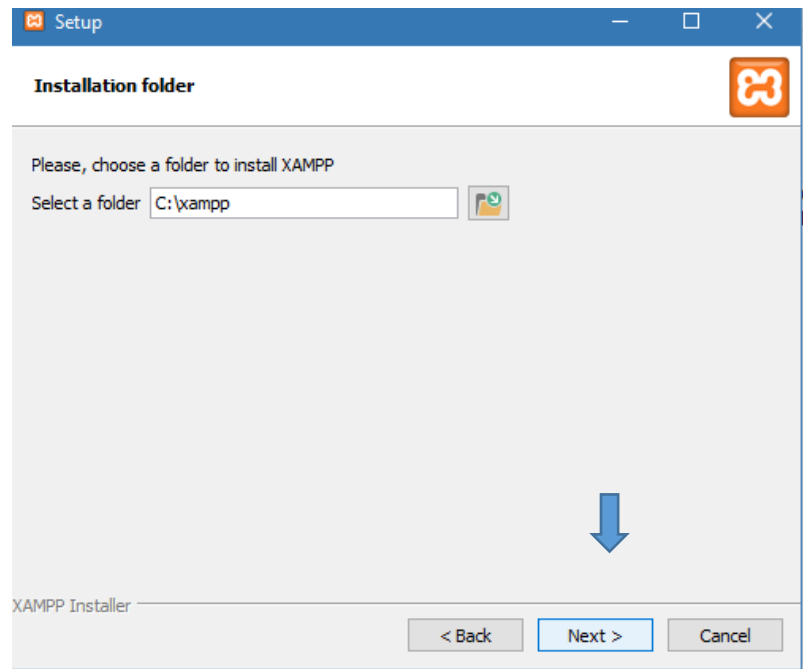 Setup
Installation folder
Please, choose a folder to install XAMPP
Select a folder C:\xampp
XAMPP Installer
< Back Next > Cancel